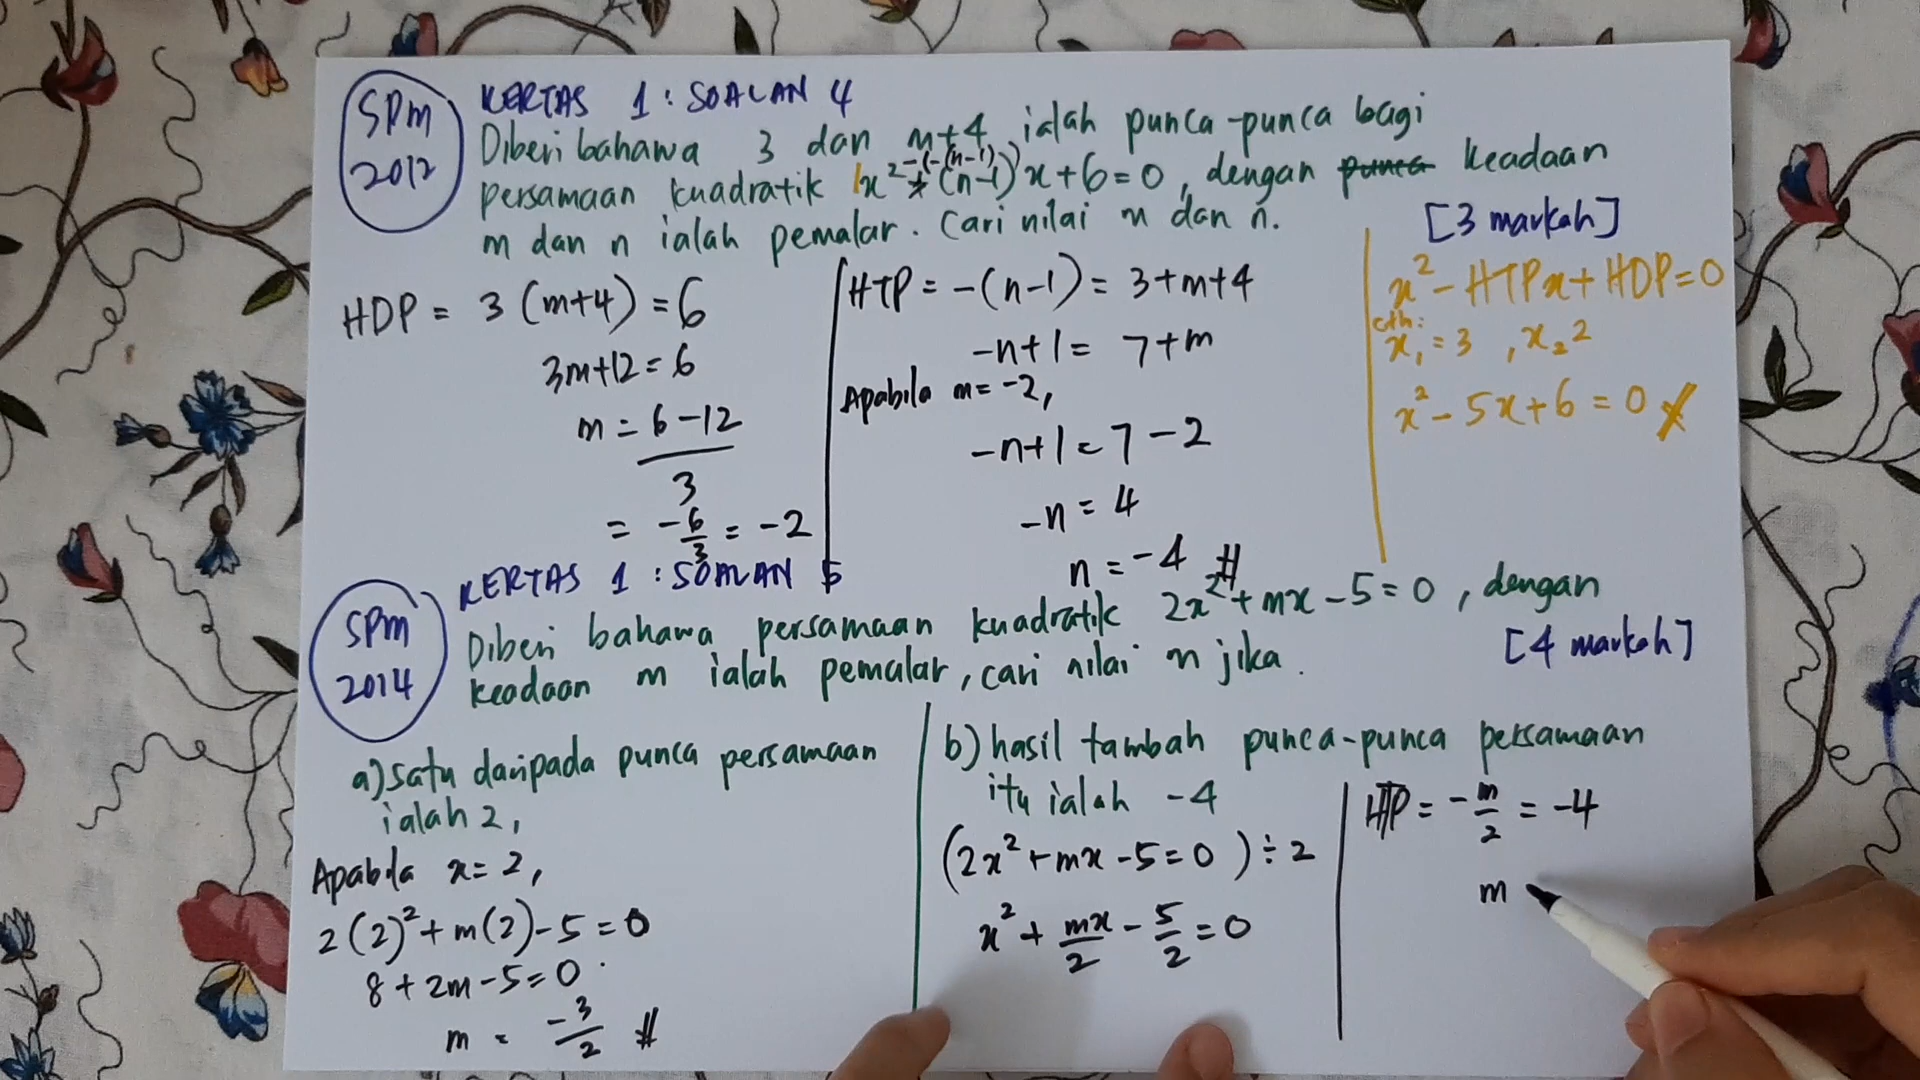 SPM
2012
KERTAS 1 : SOALAN 4
Diberi bahawa 3 dan m+4 ialah punca-punca bagi
persamaan kuadratik 1x² + (n-1)x+6=0, dengan keadaan
-(-(n-1))
m dan n ialah pemalar. Cari nilai m dan n.
[3 markah]
HDP = 3(m+4) = 6
3m+12 = 6
m = 6-12
3
= -6/3 = -2
HTP = -(n-1) = 3+m+4
-n+1 = 7+m
Apabila m = -2,
-n+1 = 7-2
-n = 4
n = -4 #
x² - HTPx + HDP = 0
cth:
x₁ = 3, x₂ 2
x² - 5x + 6 = 0
SPM
2014
KERTAS 1 : SOALAN 5
Diberi bahawa persamaan kuadratik 2x²+mx-5=0, dengan
keadaan m ialah pemalar, cari nilai m jika.
[4 markah]
a) satu daripada punca persamaan
ialah 2,
Apabila x = 2,
2(2)²+m(2)-5=0
8+2m-5=0
m = -3/2 #
b) hasil tambah punca-punca persamaan
itu ialah -4
(2x²+mx-5=0) ÷ 2
x² + mx/2 - 5/2 = 0
HTP = -m/2 = -4
m